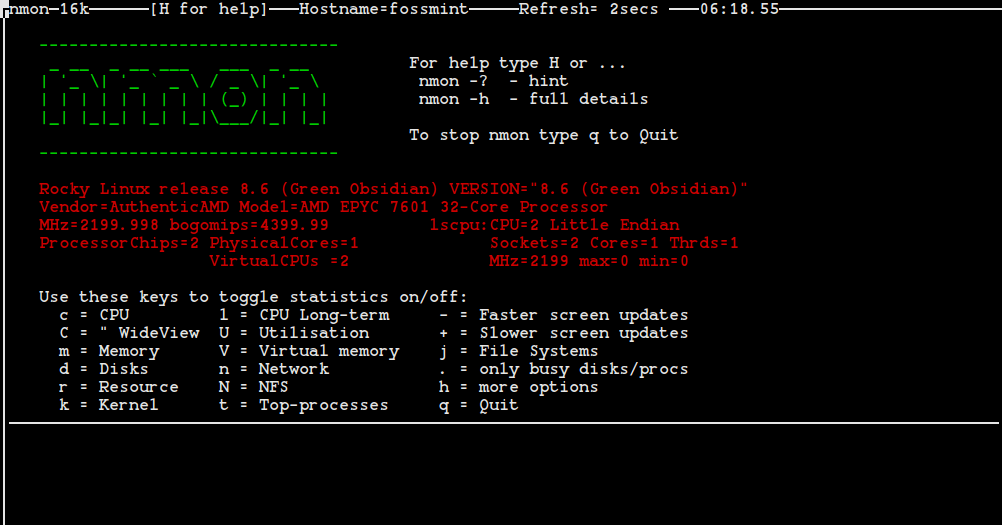 nmon-16k [H for help] Hostname=fossmint Refresh= 2secs 06:18.55
nmon
For help type H or ...
nmon -? - hint
nmon -h - full details
To stop nmon type q to Quit
Rocky Linux release 8.6 (Green Obsidian) VERSION="8.6 (Green Obsidian)"
Vendor=AuthenticAMD Model=AMD EPYC 7601 32-Core Processor
MHz=2199.998 bogomips=4399.99 lscpu:CPU=2 Little Endian
ProcessorChips=2 PhysicalCores=1 Sockets=2 Cores=1 Thrds=1
VirtualCPUs =2 MHz=2199 max=0 min=0
Use these keys to toggle statistics on/off:
c = CPU l = CPU Long-term - = Faster screen updates
C = " WideView U = Utilisation + = Slower screen updates
m = Memory V = Virtual memory j = File Systems
d = Disks n = Network . = only busy disks/procs
r = Resource N = NFS h = more options
k = Kernel t = Top-processes q = Quit